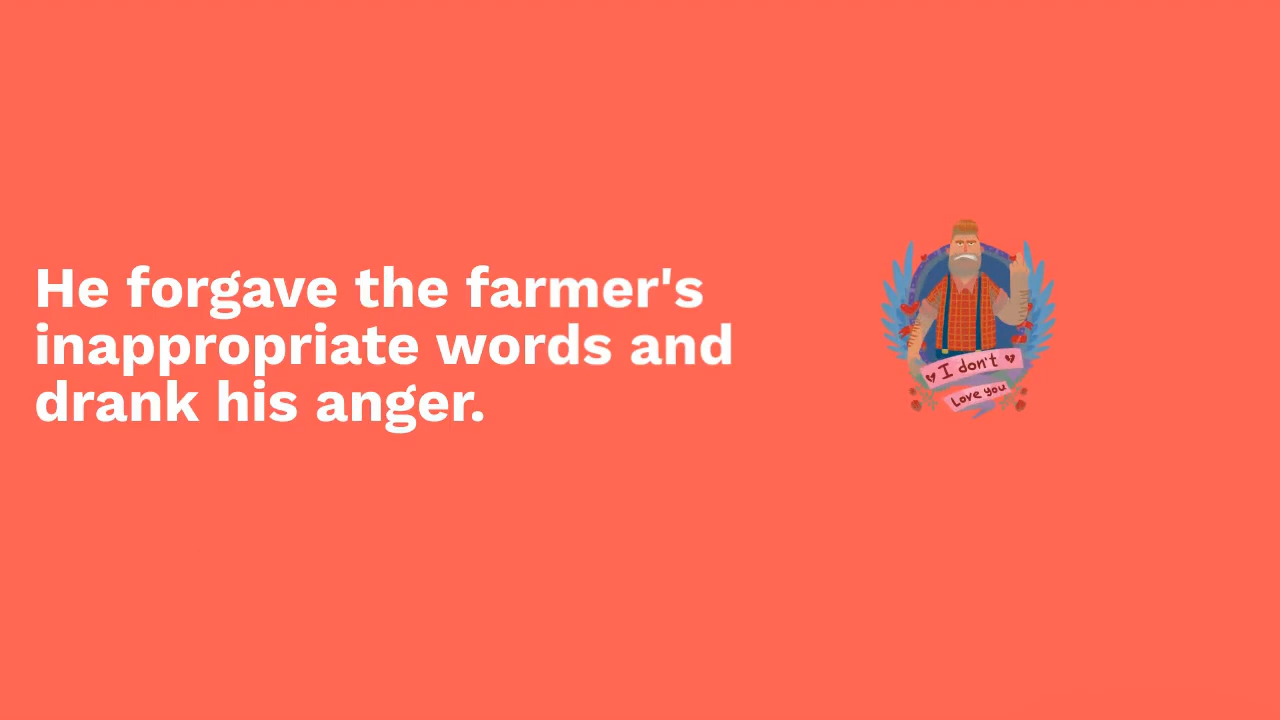 He forgave the farmer's
inappropriate words and
drank his anger.
I don't
Love you